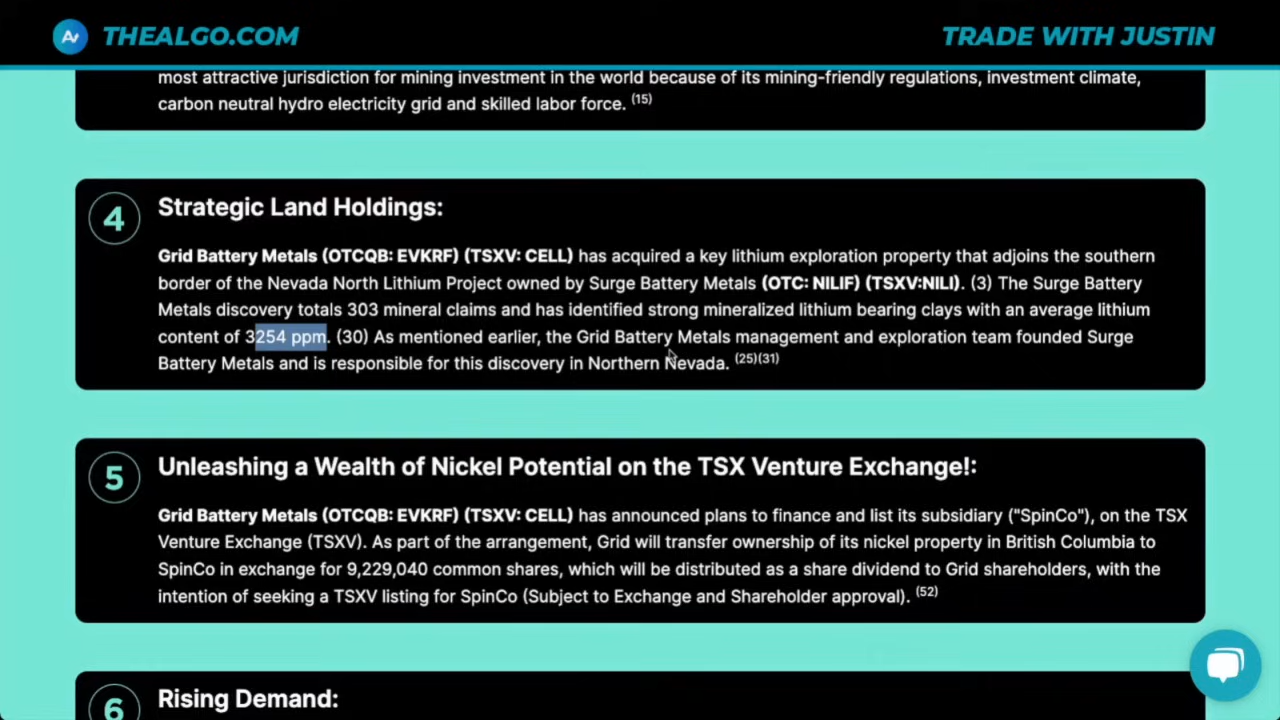 THEALGO.COM
TRADE WITH JUSTIN
most attractive jurisdiction for mining investment in the world because of its mining-friendly regulations, investment climate,
carbon neutral hydro electricity grid and skilled labor force. (15)
4
Strategic Land Holdings:
Grid Battery Metals (OTCQB: EVKRF) (TSXV: CELL) has acquired a key lithium exploration property that adjoins the southern
border of the Nevada North Lithium Project owned by Surge Battery Metals (OTC: NILIF) (TSXV:NILI). (3) The Surge Battery
Metals discovery totals 303 mineral claims and has identified strong mineralized lithium bearing clays with an average lithium
content of 3254 ppm. (30) As mentioned earlier, the Grid Battery Metals management and exploration team founded Surge
Battery Metals and is responsible for this discovery in Northern Nevada. (25)(31)
5
Unleashing a Wealth of Nickel Potential on the TSX Venture Exchange!:
Grid Battery Metals (OTCQB: EVKRF) (TSXV: CELL) has announced plans to finance and list its subsidiary ("SpinCo"), on the TSX
Venture Exchange (TSXV). As part of the arrangement, Grid will transfer ownership of its nickel property in British Columbia to
SpinCo in exchange for 9,229,040 common shares, which will be distributed as a share dividend to Grid shareholders, with the
intention of seeking a TSXV listing for SpinCo (Subject to Exchange and Shareholder approval). (52)
6
Rising Demand: